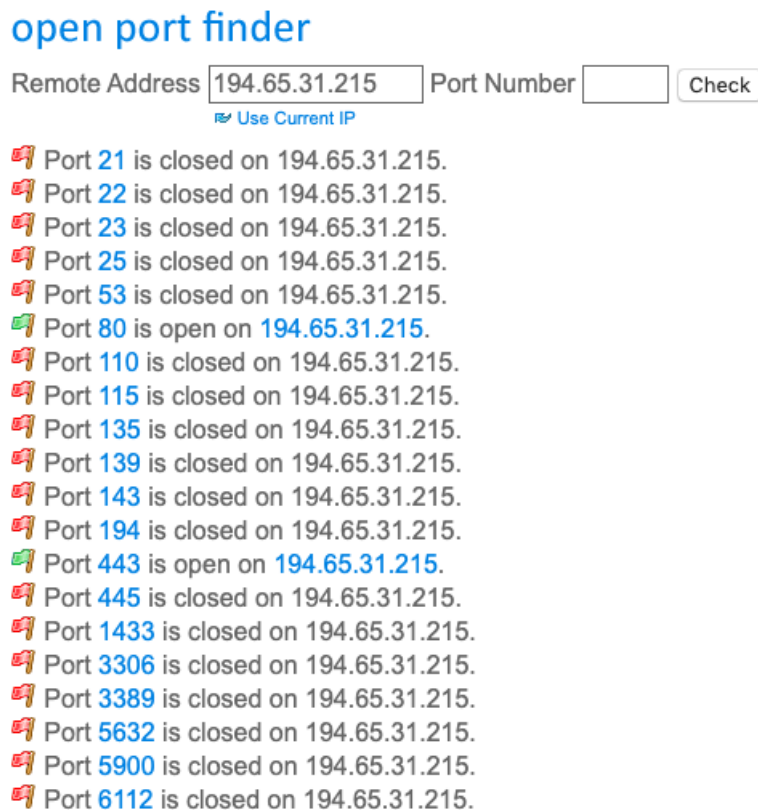 open port finder
Remote Address 194.65.31.215 Port Number Check
Use Current IP
Port 21 is closed on 194.65.31.215.
Port 22 is closed on 194.65.31.215.
Port 23 is closed on 194.65.31.215.
Port 25 is closed on 194.65.31.215.
Port 53 is closed on 194.65.31.215.
Port 80 is open on 194.65.31.215.
Port 110 is closed on 194.65.31.215.
Port 115 is closed on 194.65.31.215.
Port 135 is closed on 194.65.31.215.
Port 139 is closed on 194.65.31.215.
Port 143 is closed on 194.65.31.215.
Port 194 is closed on 194.65.31.215.
Port 443 is open on 194.65.31.215.
Port 445 is closed on 194.65.31.215.
Port 1433 is closed on 194.65.31.215.
Port 3306 is closed on 194.65.31.215.
Port 3389 is closed on 194.65.31.215.
Port 5632 is closed on 194.65.31.215.
Port 5900 is closed on 194.65.31.215.
Port 6112 is closed on 194.65.31.215.